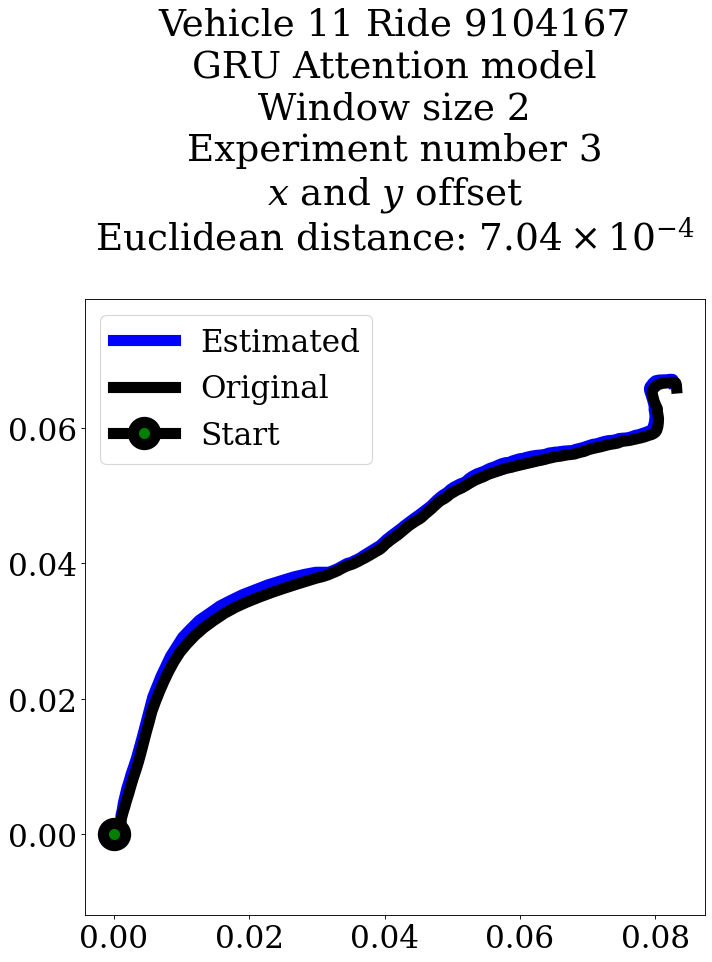 Vehicle 11 Ride 9104167
GRU Attention model
Window size 2
Experiment number 3
x and y offset
Euclidean distance: 7.04 × 10⁻⁴
Estimated
Original
Start
0.06
0.04
0.02
0.00
0.00 0.02 0.04 0.06 0.08